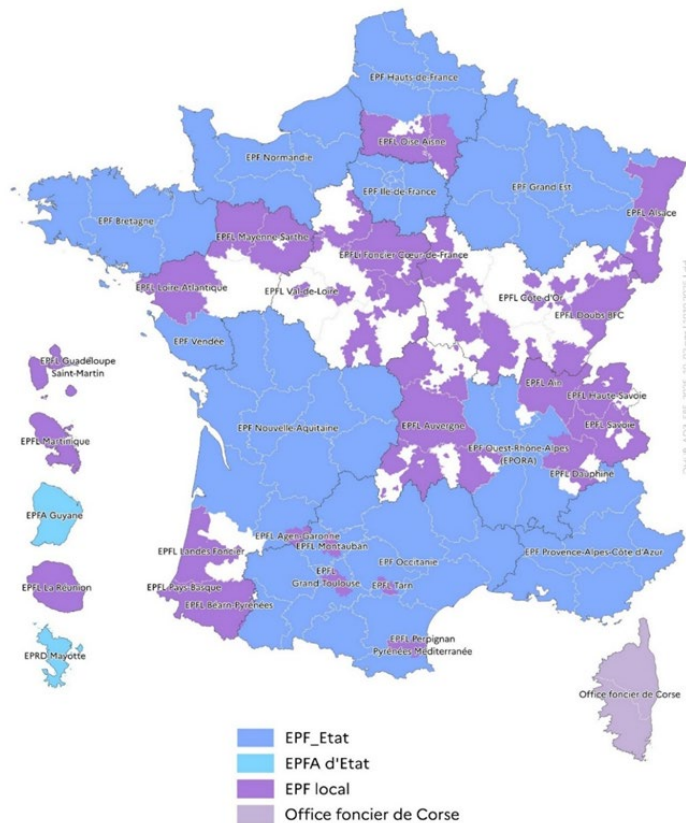 EPF Hauts-de-France
EPFL Oise-Aisne
EPF Normandie
EPF Ile-de-France
EPF Grand Est
EPF Bretagne
EPFL Alsace
EPFL Mayenne-Sarthe
EPFLi Foncier Cœur-de-France
EPFL Loire Atlantique
EPFL Val-de-Loire
EPFL Côte-d'Or
EPFL Doubs BFC
EPF Vendée
EPFL Guadeloupe
Saint-Martin
EPFL Ain
EPFL Haute-Savoie
EPFL Martinique
EPF Nouvelle-Aquitaine
EPFL Auvergne
EPFL Savoie
EPF Ouest-Rhône-Alpes
(EPORA)
EPFL Dauphiné
EPFA Guyane
EPFL Agen-Garonne
EPFL Landes Foncier
EPFL Montauban
EPF Occitanie
EPF Provence-Alpes-Côte d'Azur
EPFL La Réunion
EPFL Pays-Basque
EPFL
Grand Toulouse
EPFL Tarn
EPFL Béarn-Pyrénées
EPRD Mayotte
EPFL Perpignan
Pyrénées Méditerranée
Office foncier de Corse
EPF_Etat
EPFA d'Etat
EPF local
Office foncier de Corse